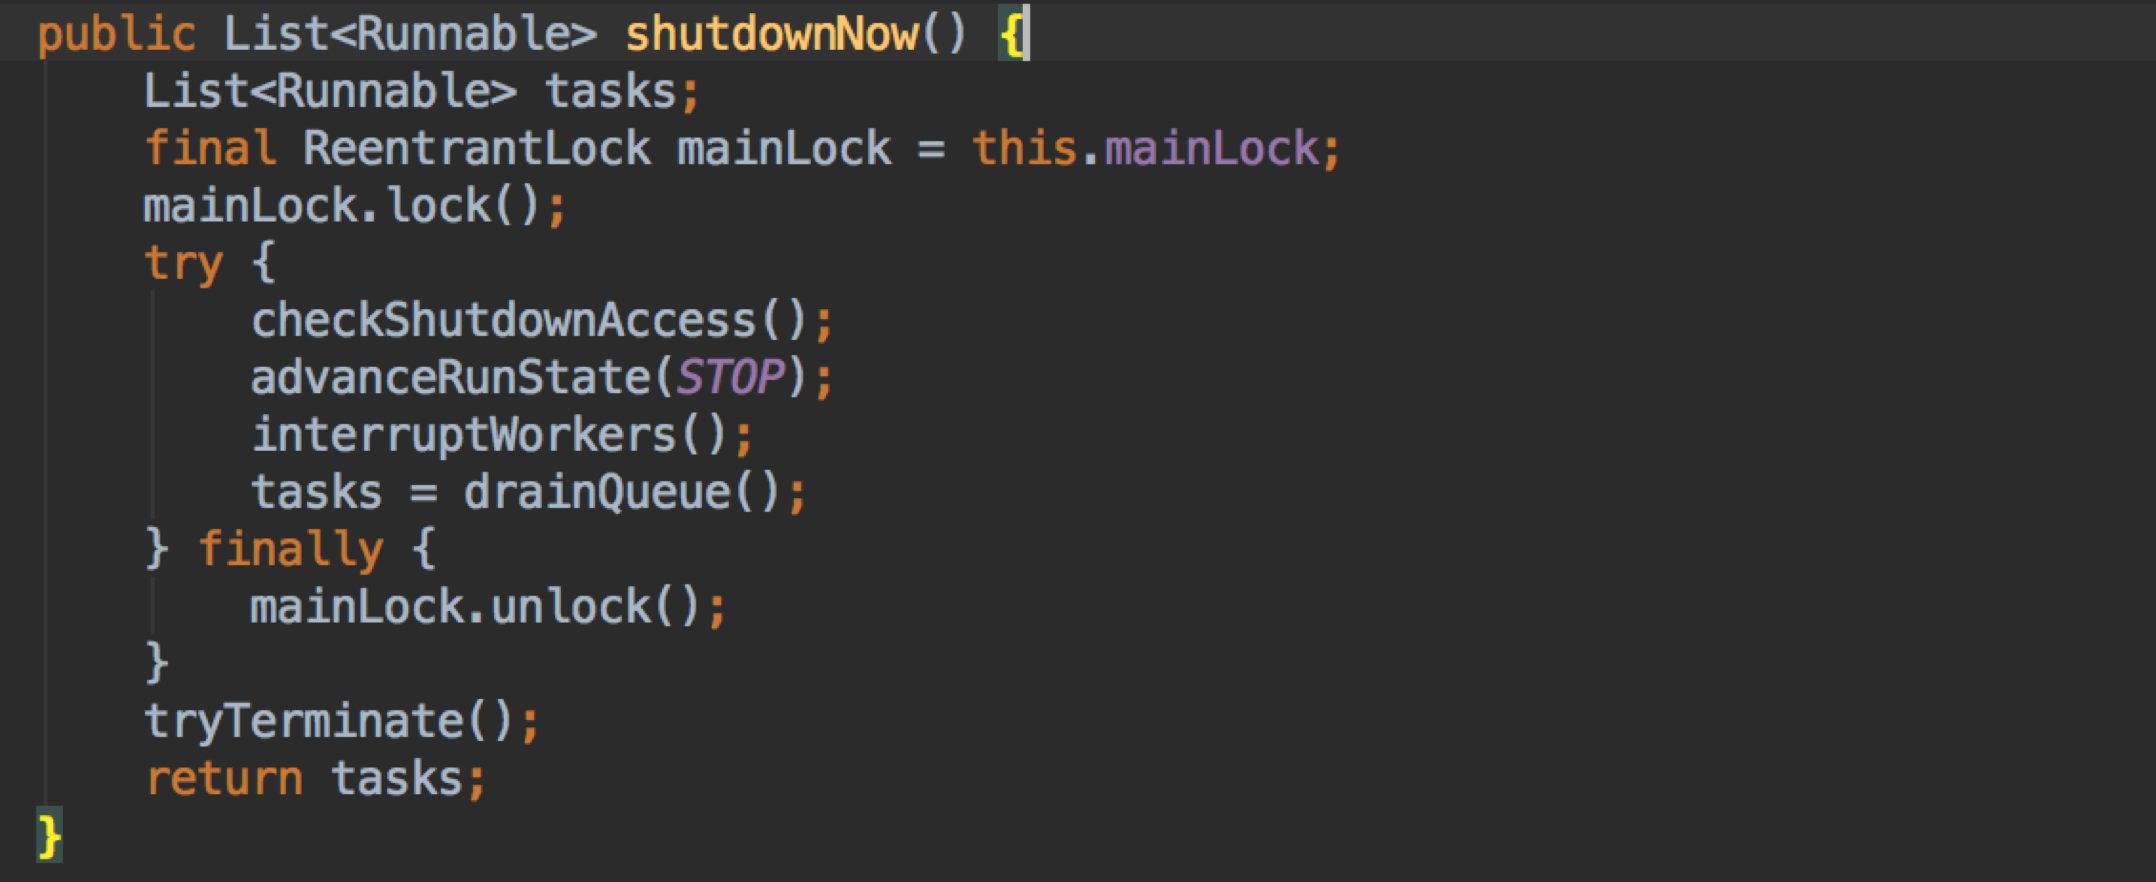 public List<Runnable> shutdownNow() {
    List<Runnable> tasks;
    final ReentrantLock mainLock = this.mainLock;
    mainLock.lock();
    try {
        checkShutdownAccess();
        advanceRunState(STOP);
        interruptWorkers();
        tasks = drainQueue();
    } finally {
        mainLock.unlock();
    }
    tryTerminate();
    return tasks;
}